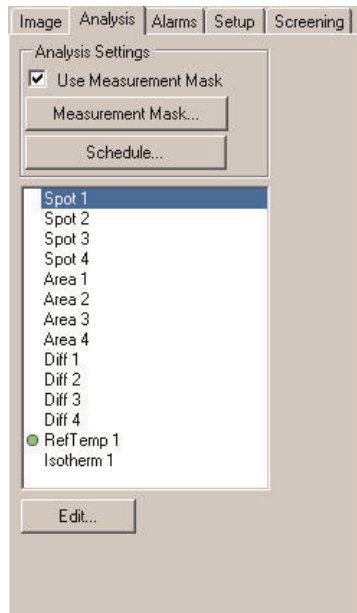 Image Analysis Alarms Setup Screening
Analysis Settings
Use Measurement Mask
Measurement Mask...
Schedule...
Spot 1
Spot 2
Spot 3
Spot 4
Area 1
Area 2
Area 3
Area 4
Diff 1
Diff 2
Diff 3
Diff 4
RefTemp 1
Isotherm 1
Edit...